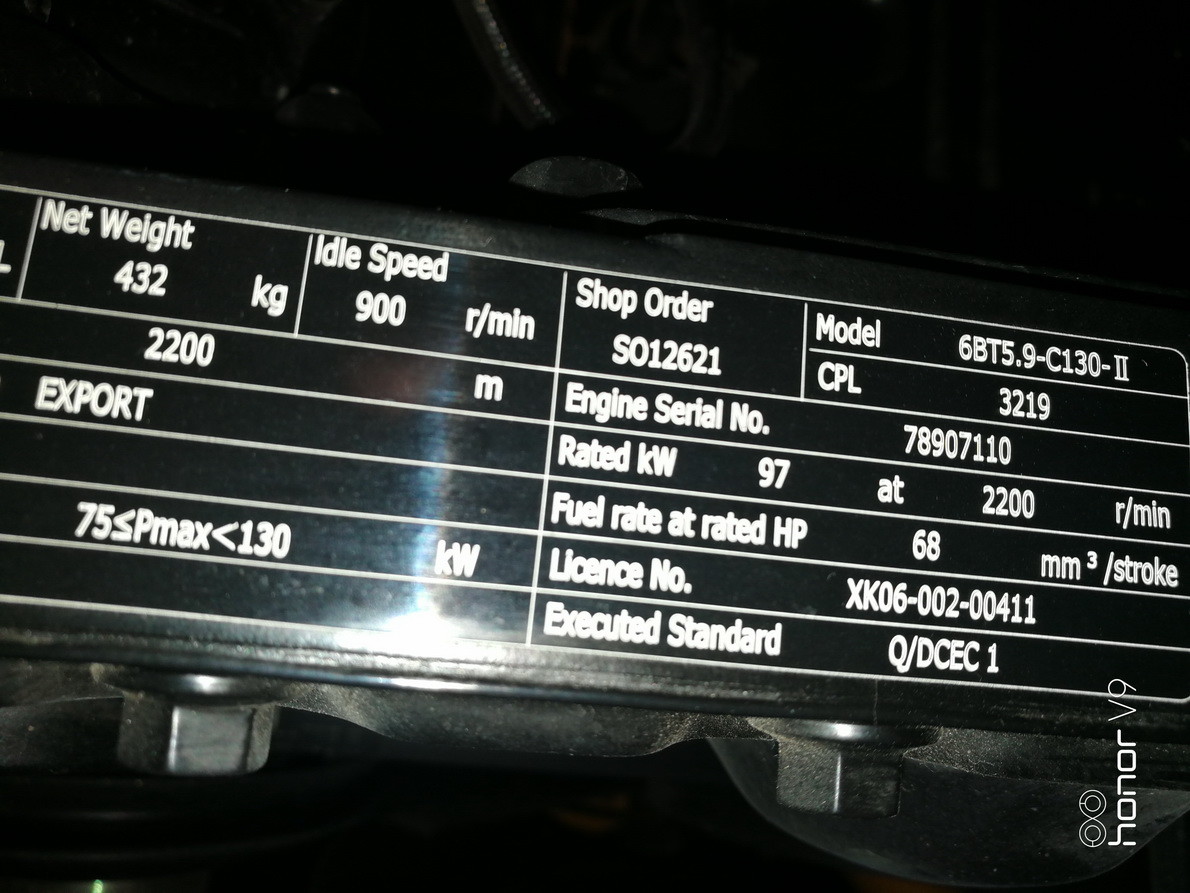 Net Weight
432 kg
Idle Speed
900 r/min
2200 m
EXPORT
75≤Pmax<130 kW
Shop Order
SO12621
Model 6BT5.9-C130-Ⅱ
CPL 3219
Engine Serial No. 78907110
Rated kW 97 at 2200 r/min
Fuel rate at rated HP 68 mm³/stroke
Licence No. XK06-002-00411
Executed Standard Q/DCEC 1
honor V9